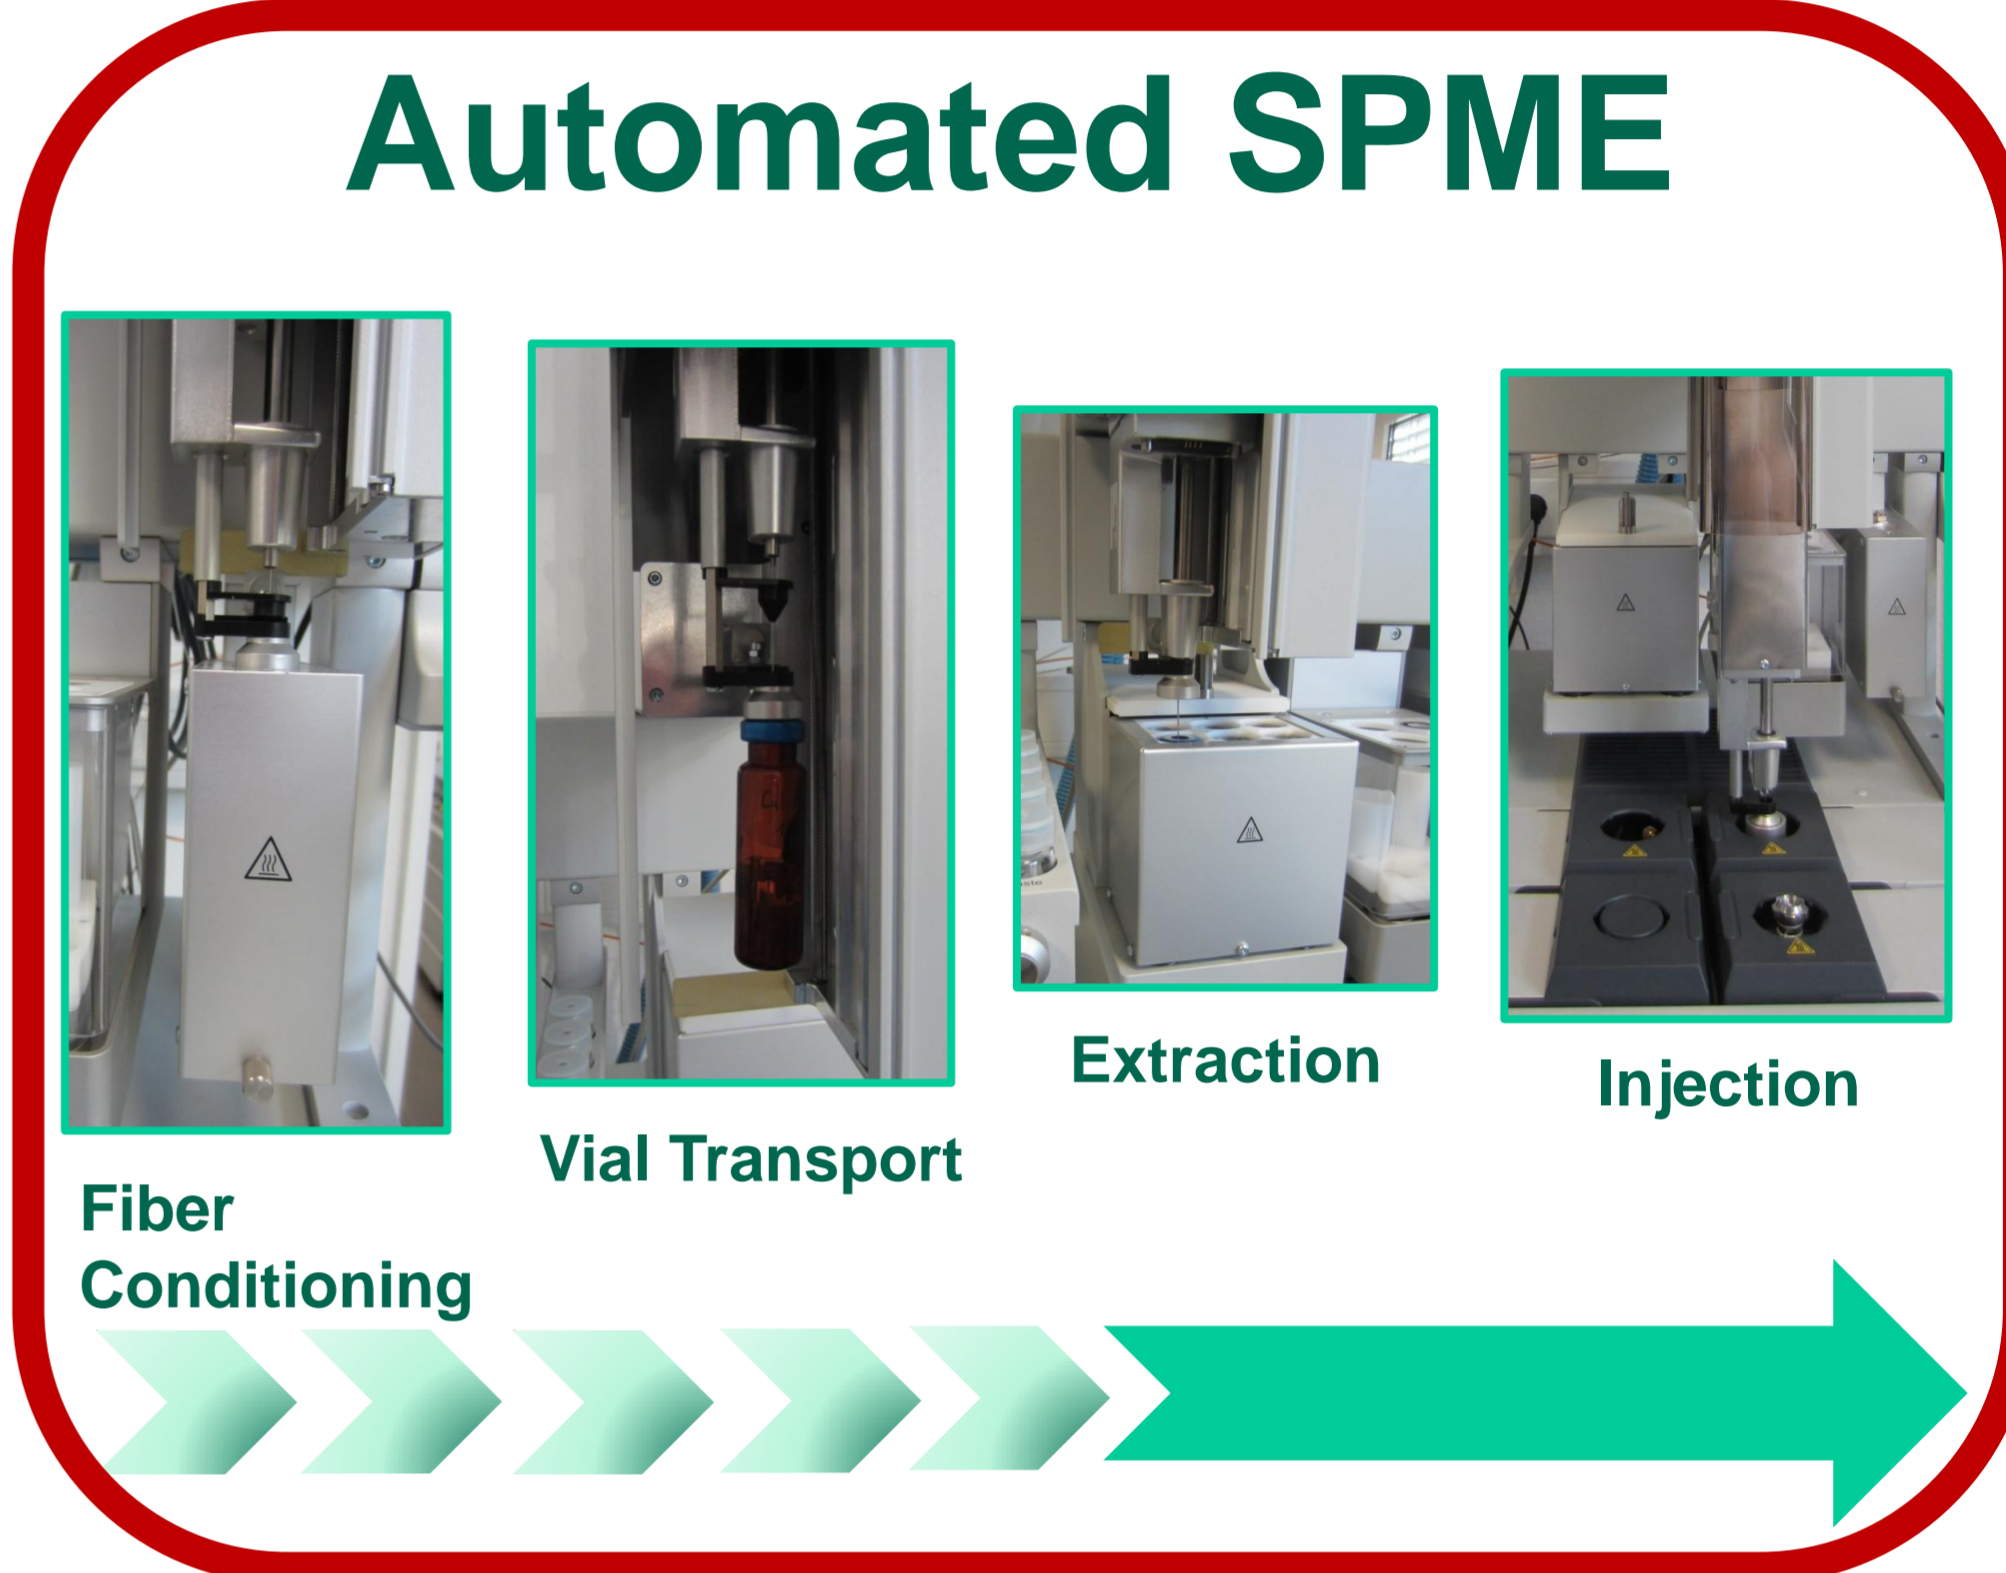 Automated SPME
Fiber
Conditioning
Vial Transport
Extraction
Injection